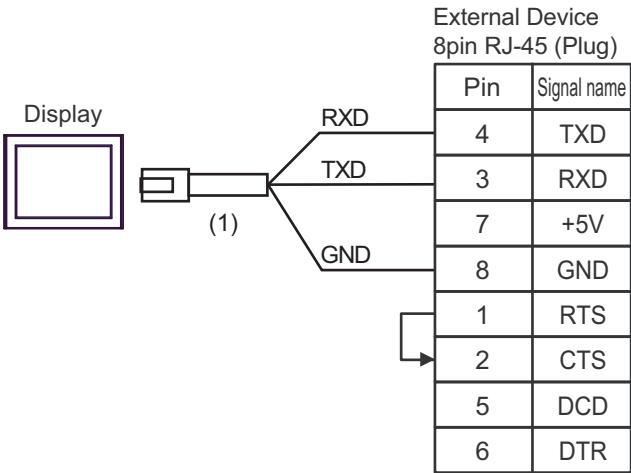 External Device
8pin RJ-45 (Plug)
Pin Signal name
Display
RXD
4 TXD
TXD
3 RXD
(1)
7 +5V
GND
8 GND
1 RTS
2 CTS
5 DCD
6 DTR